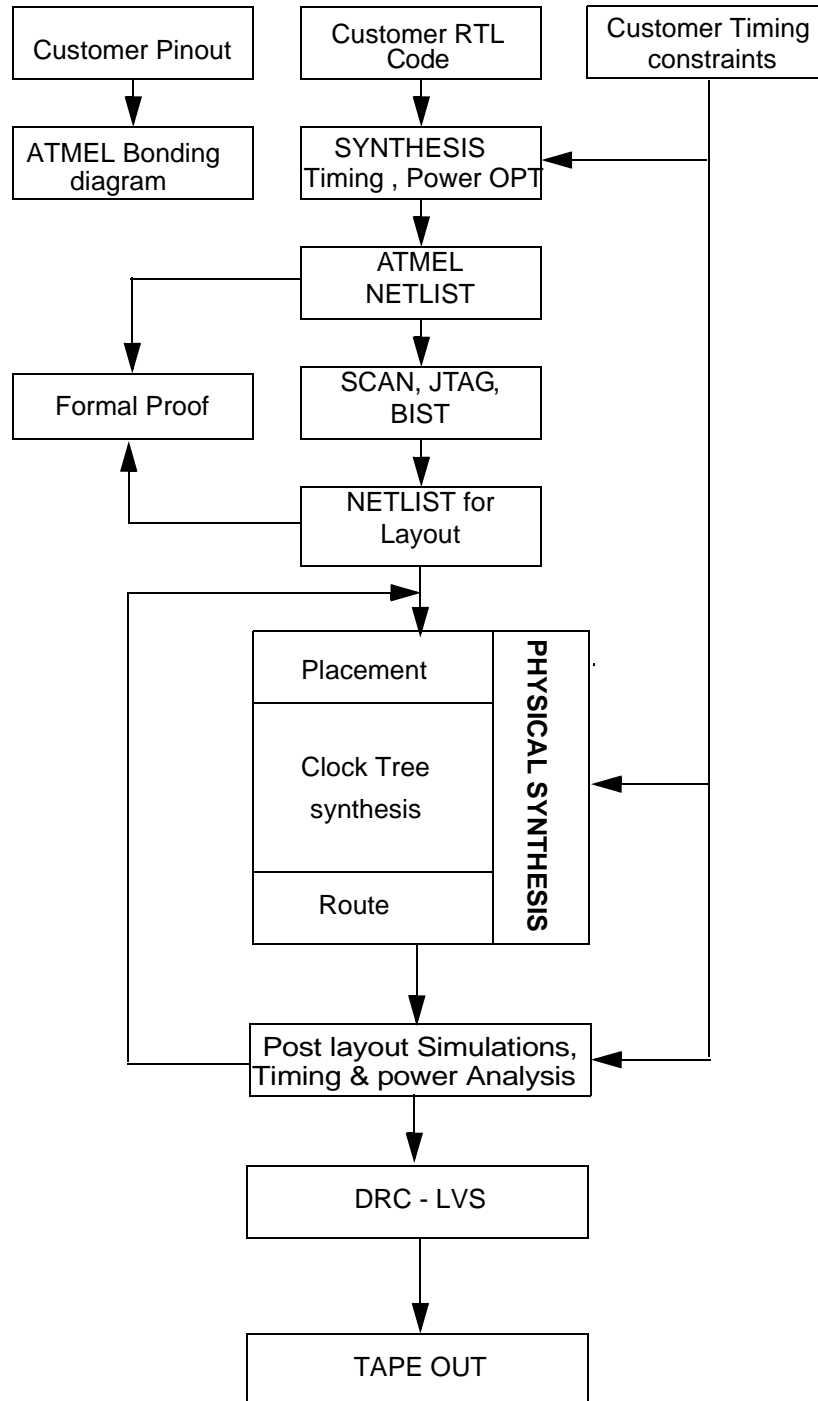 Customer Pinout
Customer RTL
Code
Customer Timing
constraints
ATMEL Bonding
diagram
SYNTHESIS
Timing , Power OPT
ATMEL
NETLIST
Formal Proof
SCAN, JTAG,
BIST
NETLIST for
Layout
Placement
Clock Tree
synthesis
Route
PHYSICAL SYNTHESIS
Post layout Simulations,
Timing & power Analysis
DRC - LVS
TAPE OUT